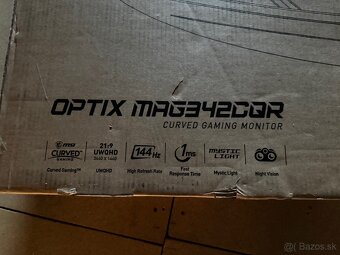 OPTIX MAG342CQR
CURVED GAMING MONITOR
msi
CURVED
GAMING
21:9
UWQHD
3440 x 1440
144Hz
1ms
MYSTIC
LIGHT
Curved Gaming™
UWQHD
High Refresh Rate
Fast
Response Time
Mystic Light
Night Vision
Bazos.sk